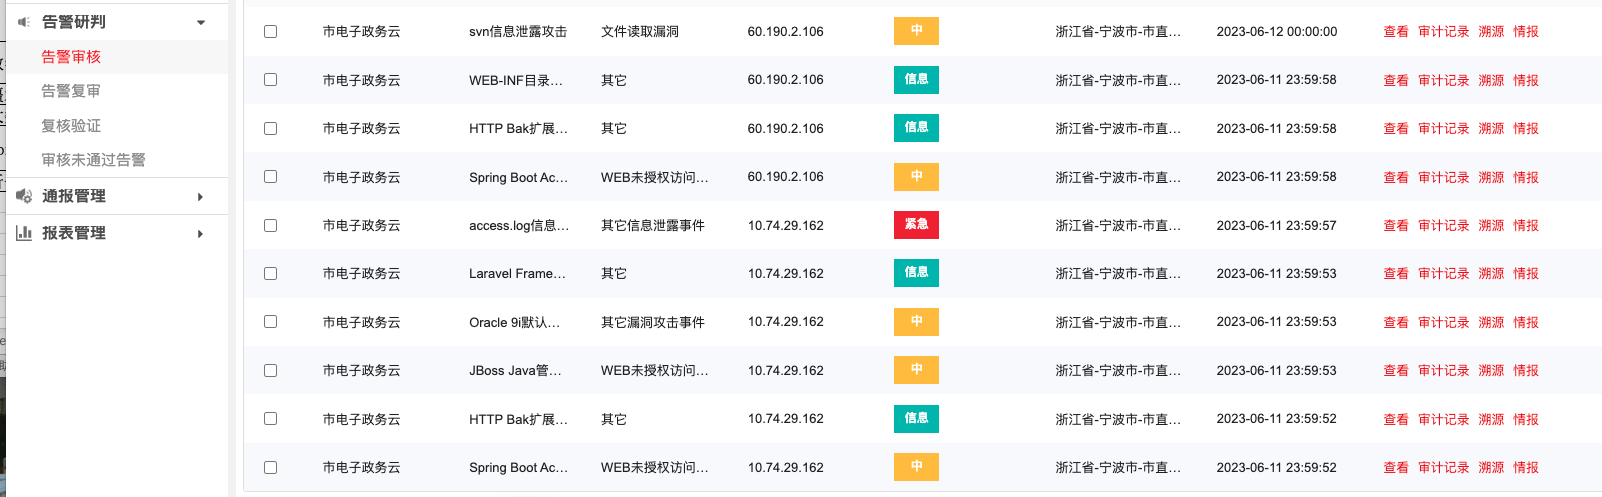 告警研判
告警审核
告警复审
复核验证
审核未通过告警
通报管理
报表管理
市电子政务云 svn信息泄露攻击 文件读取漏洞 60.190.2.106 中 浙江省-宁波市-市直... 2023-06-12 00:00:00 查看 审计记录 溯源 情报
市电子政务云 WEB-INF目录... 其它 60.190.2.106 信息 浙江省-宁波市-市直... 2023-06-11 23:59:58 查看 审计记录 溯源 情报
市电子政务云 HTTP Bak扩展... 其它 60.190.2.106 信息 浙江省-宁波市-市直... 2023-06-11 23:59:58 查看 审计记录 溯源 情报
市电子政务云 Spring Boot Ac... WEB未授权访问... 60.190.2.106 中 浙江省-宁波市-市直... 2023-06-11 23:59:58 查看 审计记录 溯源 情报
市电子政务云 access.log信息... 其它信息泄露事件 10.74.29.162 紧急 浙江省-宁波市-市直... 2023-06-11 23:59:57 查看 审计记录 溯源 情报
市电子政务云 Laravel Frame... 其它 10.74.29.162 信息 浙江省-宁波市-市直... 2023-06-11 23:59:53 查看 审计记录 溯源 情报
市电子政务云 Oracle 9i默认... 其它漏洞攻击事件 10.74.29.162 中 浙江省-宁波市-市直... 2023-06-11 23:59:53 查看 审计记录 溯源 情报
市电子政务云 JBoss Java管... WEB未授权访问... 10.74.29.162 中 浙江省-宁波市-市直... 2023-06-11 23:59:53 查看 审计记录 溯源 情报
市电子政务云 HTTP Bak扩展... 其它 10.74.29.162 信息 浙江省-宁波市-市直... 2023-06-11 23:59:52 查看 审计记录 溯源 情报
市电子政务云 Spring Boot Ac... WEB未授权访问... 10.74.29.162 中 浙江省-宁波市-市直... 2023-06-11 23:59:52 查看 审计记录 溯源 情报